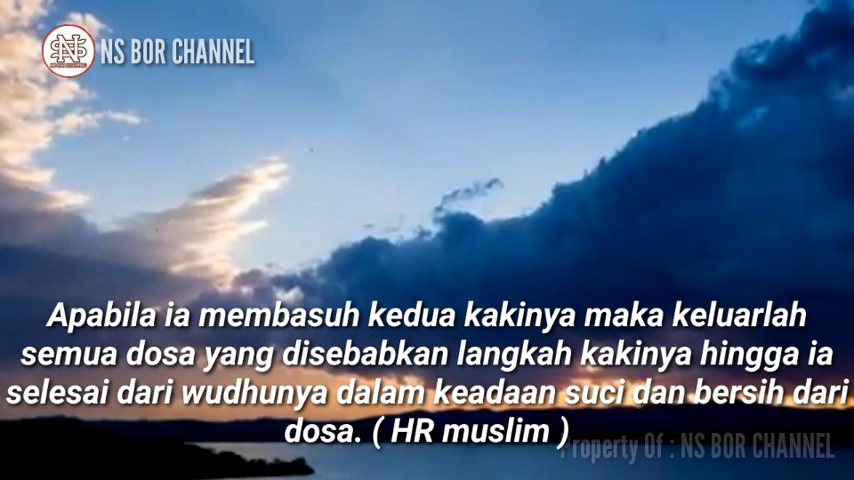 NS BOR CHANNEL
Apabila ia membasuh kedua kakinya maka keluarlah
semua dosa yang disebabkan langkah kakinya hingga ia
selesai dari wudhunya dalam keadaan suci dan bersih dari
dosa. ( HR muslim )
Property Of : NS BOR CHANNEL